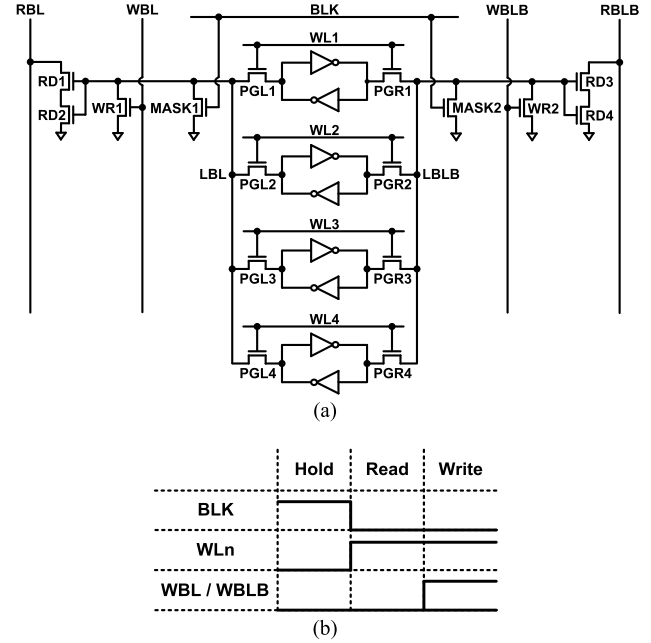 RBL WBL BLK WBLB RBLB
WL1
RD1 PGL1 PGR1 RD3
RD2 WR1 MASK1 MASK2 WR2 RD4
WL2
LBL PGL2 PGR2 LBLB
WL3
PGL3 PGR3
WL4
PGL4 PGR4
(a)
Hold Read Write
BLK
WLn
WBL / WBLB
(b)